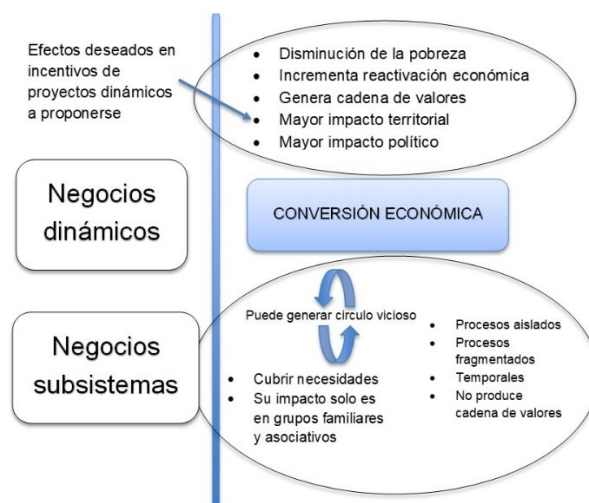 Efectos deseados en
incentivos de
proyectos dinámicos
a proponerse
• Disminución de la pobreza
• Incrementa reactivación económica
• Genera cadena de valores
• Mayor impacto territorial
• Mayor impacto político
Negocios
dinámicos
CONVERSIÓN ECONÓMICA
Negocios
subsistemas
Puede generar circulo vicioso
• Cubrir necesidades
• Su impacto solo es
en grupos familiares
y asociativos
• Procesos aislados
• Procesos
fragmentados
• Temporales
• No produce
cadena de valores